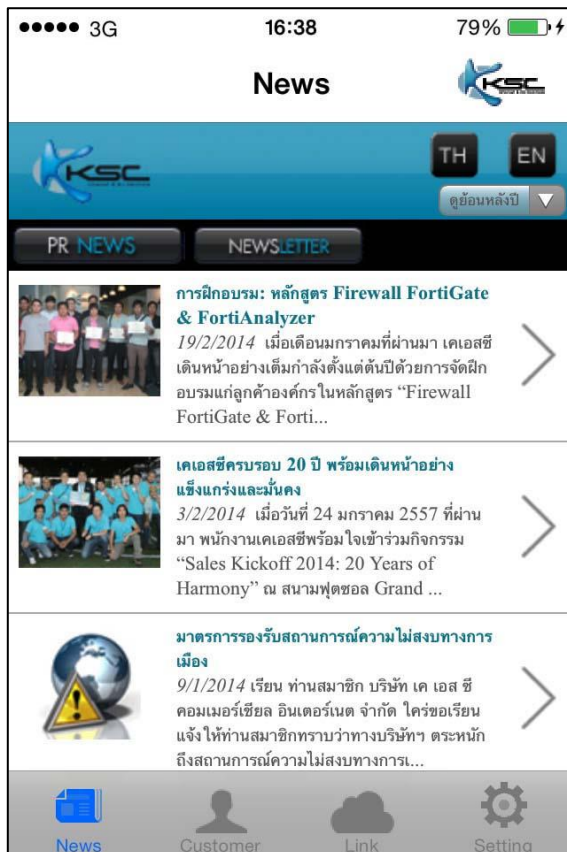 3G 16:38 79%
News KSC
KSC TH EN
ดูย้อนหลังปี
PR NEWS NEWSLETTER
การฝึกอบรม: หลักสูตร Firewall FortiGate
& FortiAnalyzer
19/2/2014 เมื่อเดือนมกราคมที่ผ่านมา เคเอสซี
เดินหน้าอย่างเต็มกำลังตั้งแต่ต้นปีด้วยการจัดฝึก
อบรมแก่ลูกค้าองค์กรในหลักสูตร “Firewall
FortiGate & Forti...
เคเอสซีครบรอบ 20 ปี พร้อมเดินหน้าอย่าง
แข็งแกร่งและมั่นคง
3/2/2014 เมื่อวันที่ 24 มกราคม 2557 ที่ผ่าน
มา พนักงานเคเอสซีพร้อมใจเข้าร่วมกิจกรรม
“Sales Kickoff 2014: 20 Years of
Harmony” ณ สนามฟุตซอล Grand ...
มาตรการรองรับสถานการณ์ความไม่สงบทางการ
เมือง
9/1/2014 เรียน ท่านสมาชิก บริษัท เค เอส ซี
คอมเมอร์เชียล อินเตอร์เนต จำกัด ใคร่ขอเรียน
แจ้งให้ท่านสมาชิกทราบว่าทางบริษัทฯ ตระหนัก
ถึงสถานการณ์ความไม่สงบทางการเ...
News Customer Link Setting